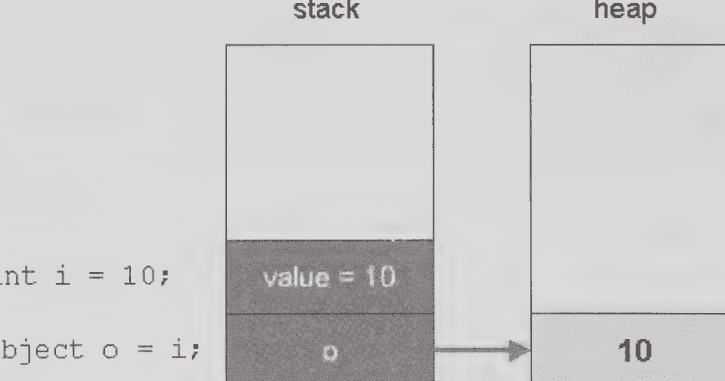 stack heap
int i = 10; value = 10
bject o = i; o 10